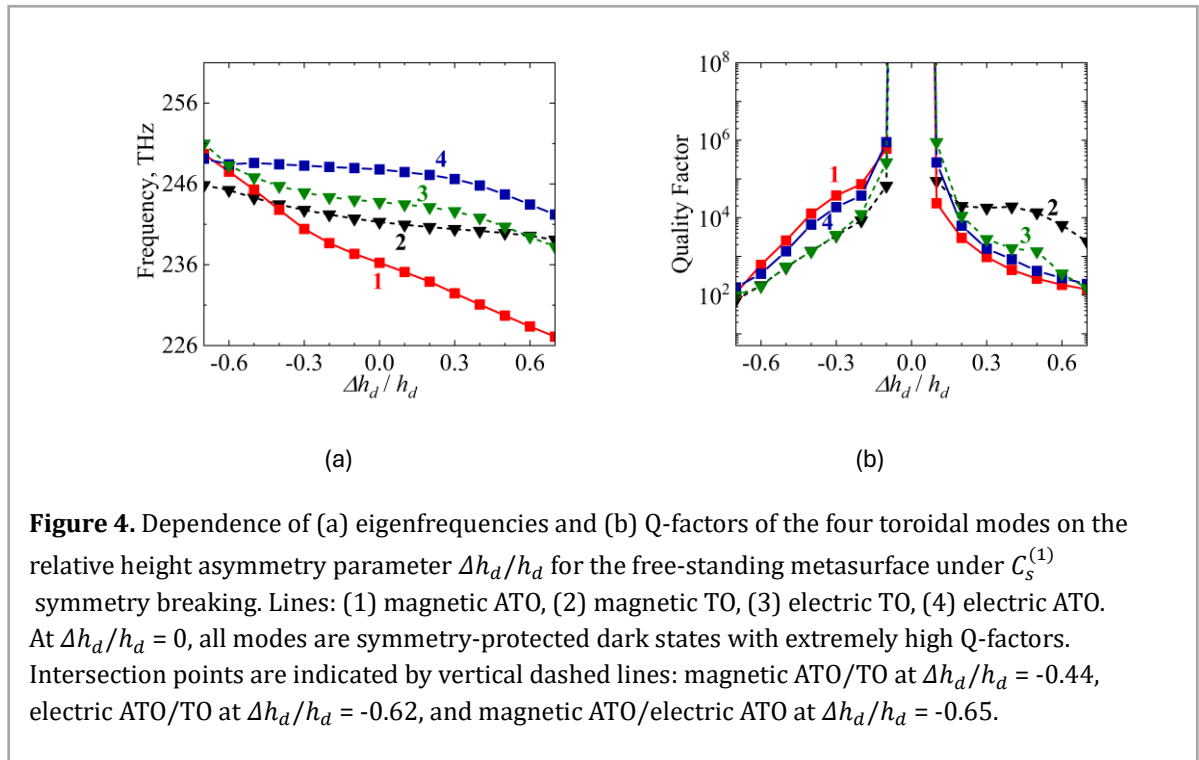 256
246
236
226
Frequency, THz
-0.6 -0.3 0.0 0.3 0.6
Δh_d / h_d
4
3
2
1
10^8
10^6
10^4
10^2
Quality Factor
-0.6 -0.3 0.0 0.3 0.6
Δh_d / h_d
1
4
2
3
(a) (b)
Figure 4. Dependence of (a) eigenfrequencies and (b) Q-factors of the four toroidal modes on the
relative height asymmetry parameter Δh_d/h_d for the free-standing metasurface under C_s^(1)
symmetry breaking. Lines: (1) magnetic ATO, (2) magnetic TO, (3) electric TO, (4) electric ATO.
At Δh_d/h_d = 0, all modes are symmetry-protected dark states with extremely high Q-factors.
Intersection points are indicated by vertical dashed lines: magnetic ATO/TO at Δh_d/h_d = -0.44,
electric ATO/TO at Δh_d/h_d = -0.62, and magnetic ATO/electric ATO at Δh_d/h_d = -0.65.